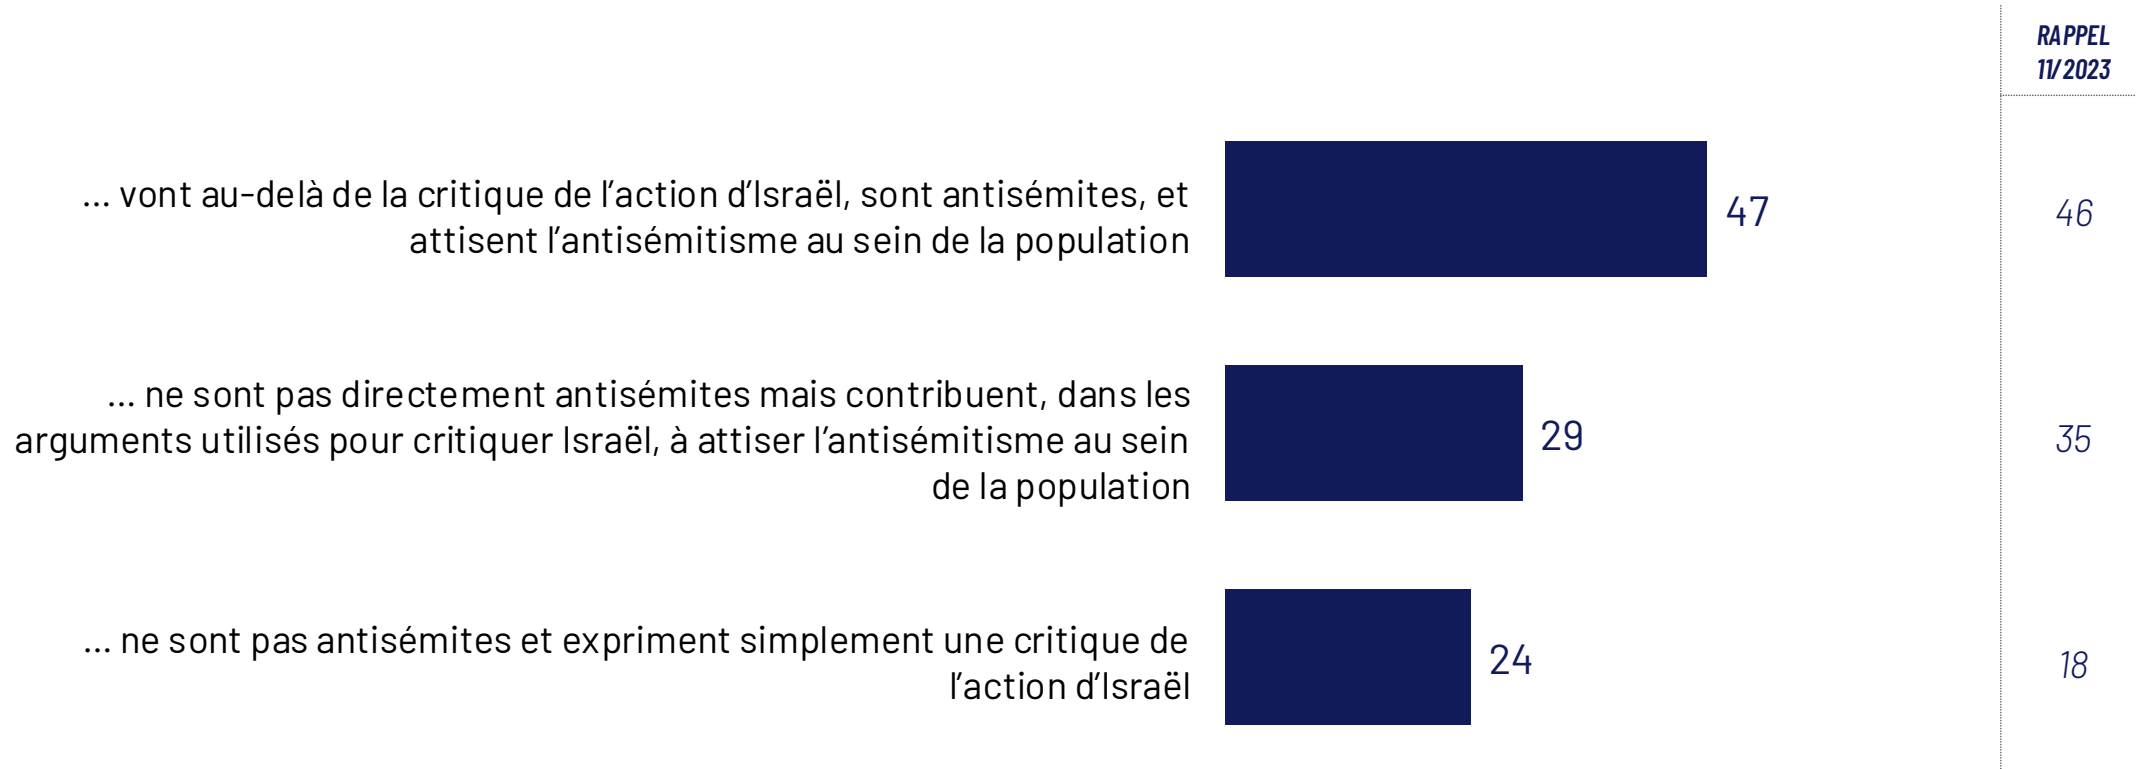 RAPPEL
11/2023
... vont au-delà de la critique de l’action d’Israël, sont antisémites, et
attisent l’antisémitisme au sein de la population
47
46
... ne sont pas directement antisémites mais contribuent, dans les
arguments utilisés pour critiquer Israël, à attiser l’antisémitisme au sein
de la population
29
35
... ne sont pas antisémites et expriment simplement une critique de
l’action d’Israël
24
18